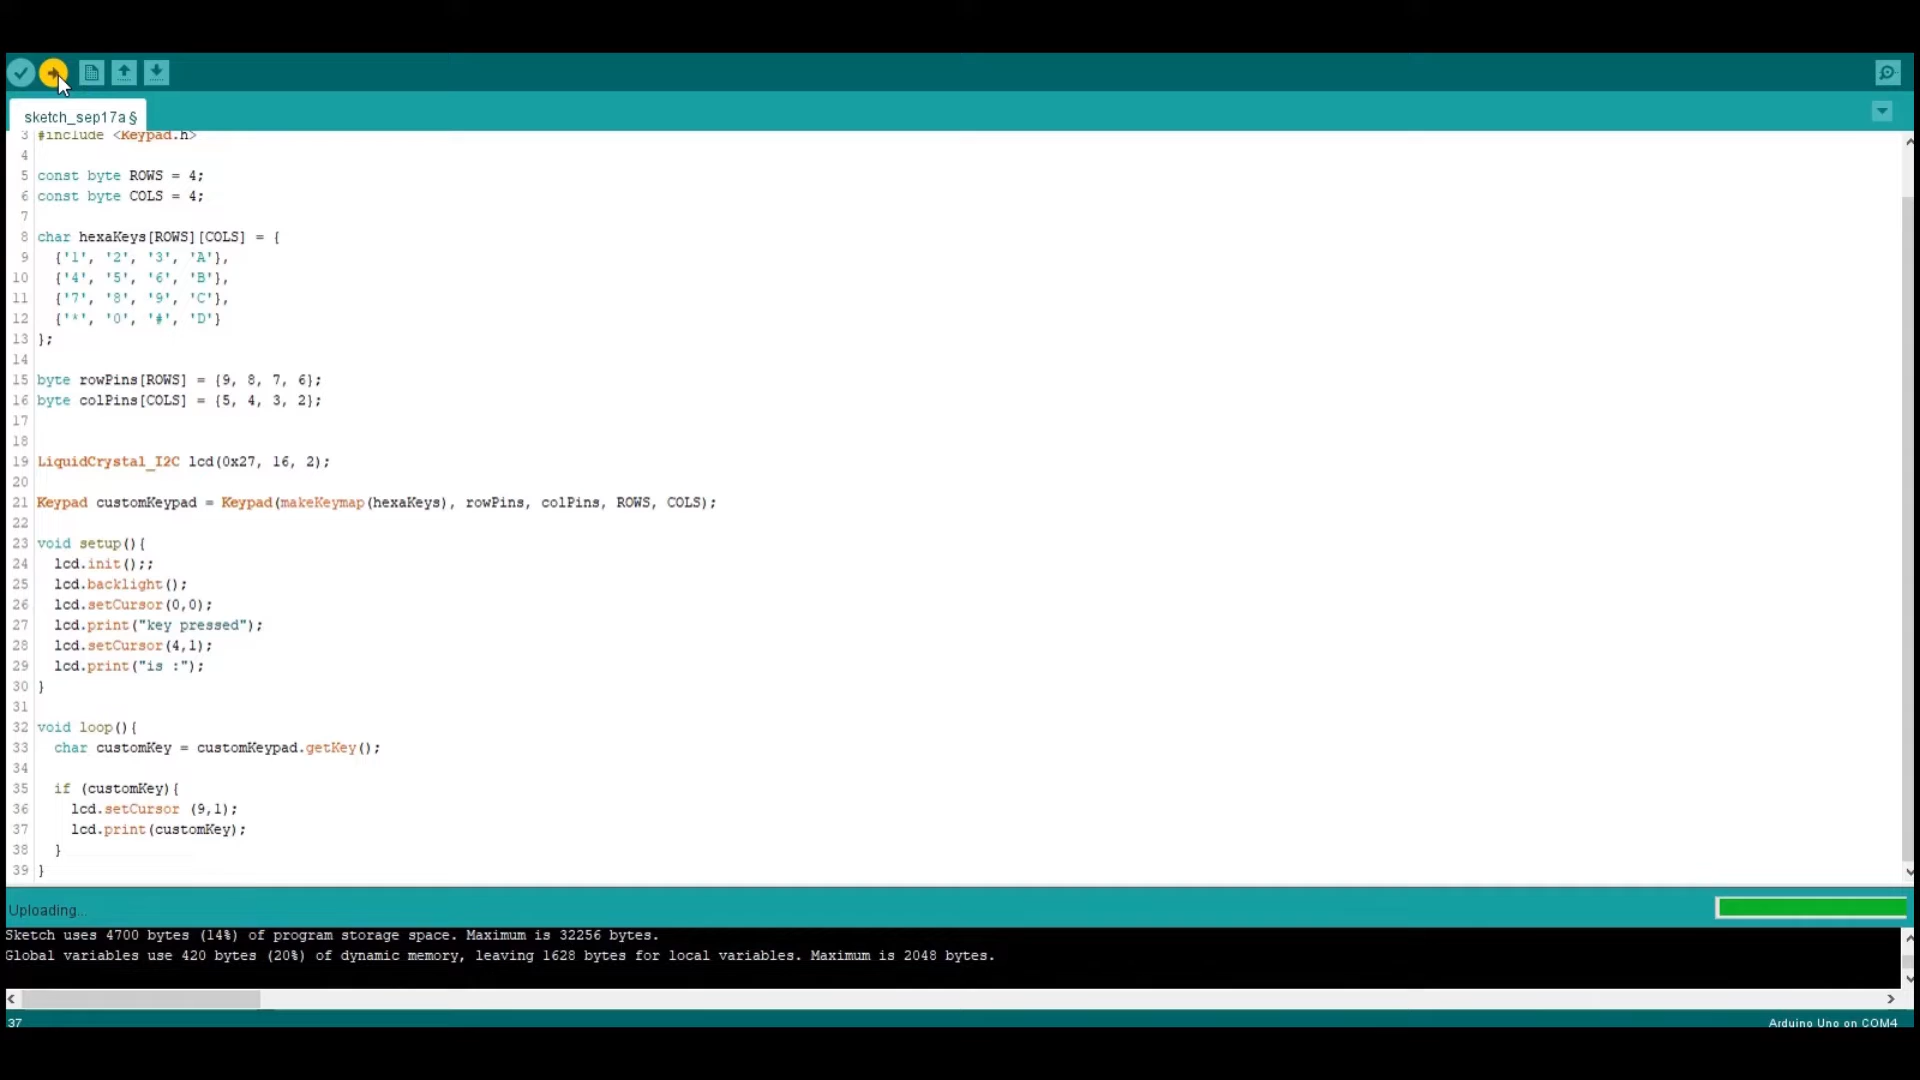 sketch_sep17a §
3 #include <Keypad.h>
4
5 const byte ROWS = 4;
6 const byte COLS = 4;
7
8 char hexaKeys[ROWS][COLS] = {
9   {'1', '2', '3', 'A'},
10   {'4', '5', '6', 'B'},
11   {'7', '8', '9', 'C'},
12   {'*', '0', '#', 'D'}
13 };
14
15 byte rowPins[ROWS] = {9, 8, 7, 6};
16 byte colPins[COLS] = {5, 4, 3, 2};
17
18
19 LiquidCrystal_I2C lcd(0x27, 16, 2);
20
21 Keypad customKeypad = Keypad(makeKeymap(hexaKeys), rowPins, colPins, ROWS, COLS);
22
23 void setup(){
24   lcd.init();;
25   lcd.backlight();
26   lcd.setCursor(0,0);
27   lcd.print("key pressed");
28   lcd.setCursor(4,1);
29   lcd.print("is :");
30 }
31
32 void loop(){
33   char customKey = customKeypad.getKey();
34
35   if (customKey){
36     lcd.setCursor (9,1);
37     lcd.print(customKey);
38   }
39 }
Uploading...
Sketch uses 4700 bytes (14%) of program storage space. Maximum is 32256 bytes.
Global variables use 420 bytes (20%) of dynamic memory, leaving 1628 bytes for local variables. Maximum is 2048 bytes.
37
Arduino Uno on COM4